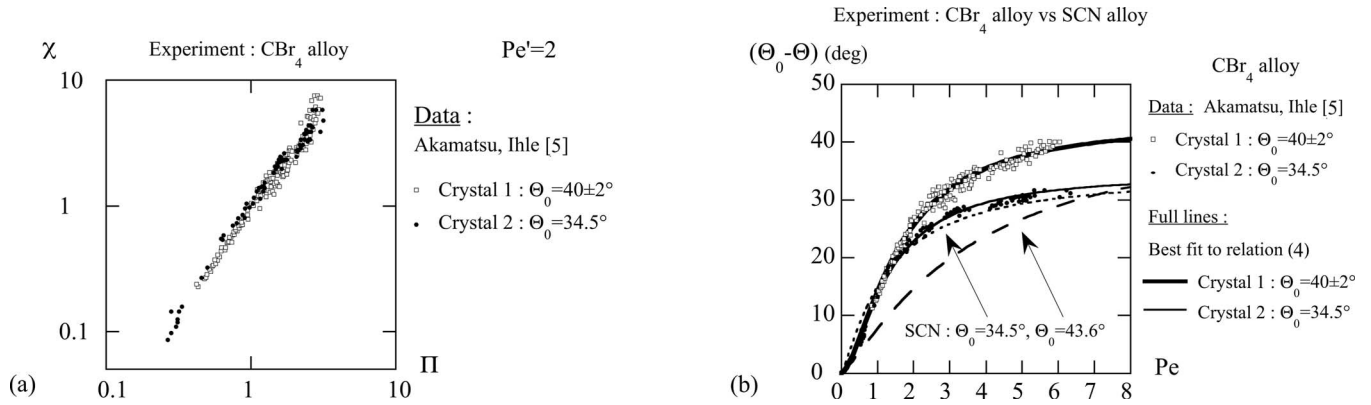 Experiment : CBr4 alloy
Pe'=2
χ
10
1
0.1
0.1
1
10
Π
(a)
Data :
Akamatsu, Ihle [5]
Crystal 1 : Θ0=40±2°
Crystal 2 : Θ0=34.5°
Experiment : CBr4 alloy vs SCN alloy
(Θ0-Θ) (deg)
50
40
30
20
10
0
0
1
2
3
4
5
6
7
8
Pe
(b)
SCN : Θ0=34.5°, Θ0=43.6°
CBr4 alloy
Data : Akamatsu, Ihle [5]
Crystal 1 : Θ0=40±2°
Crystal 2 : Θ0=34.5°
Full lines :
Best fit to relation (4)
Crystal 1 : Θ0=40±2°
Crystal 2 : Θ0=34.5°